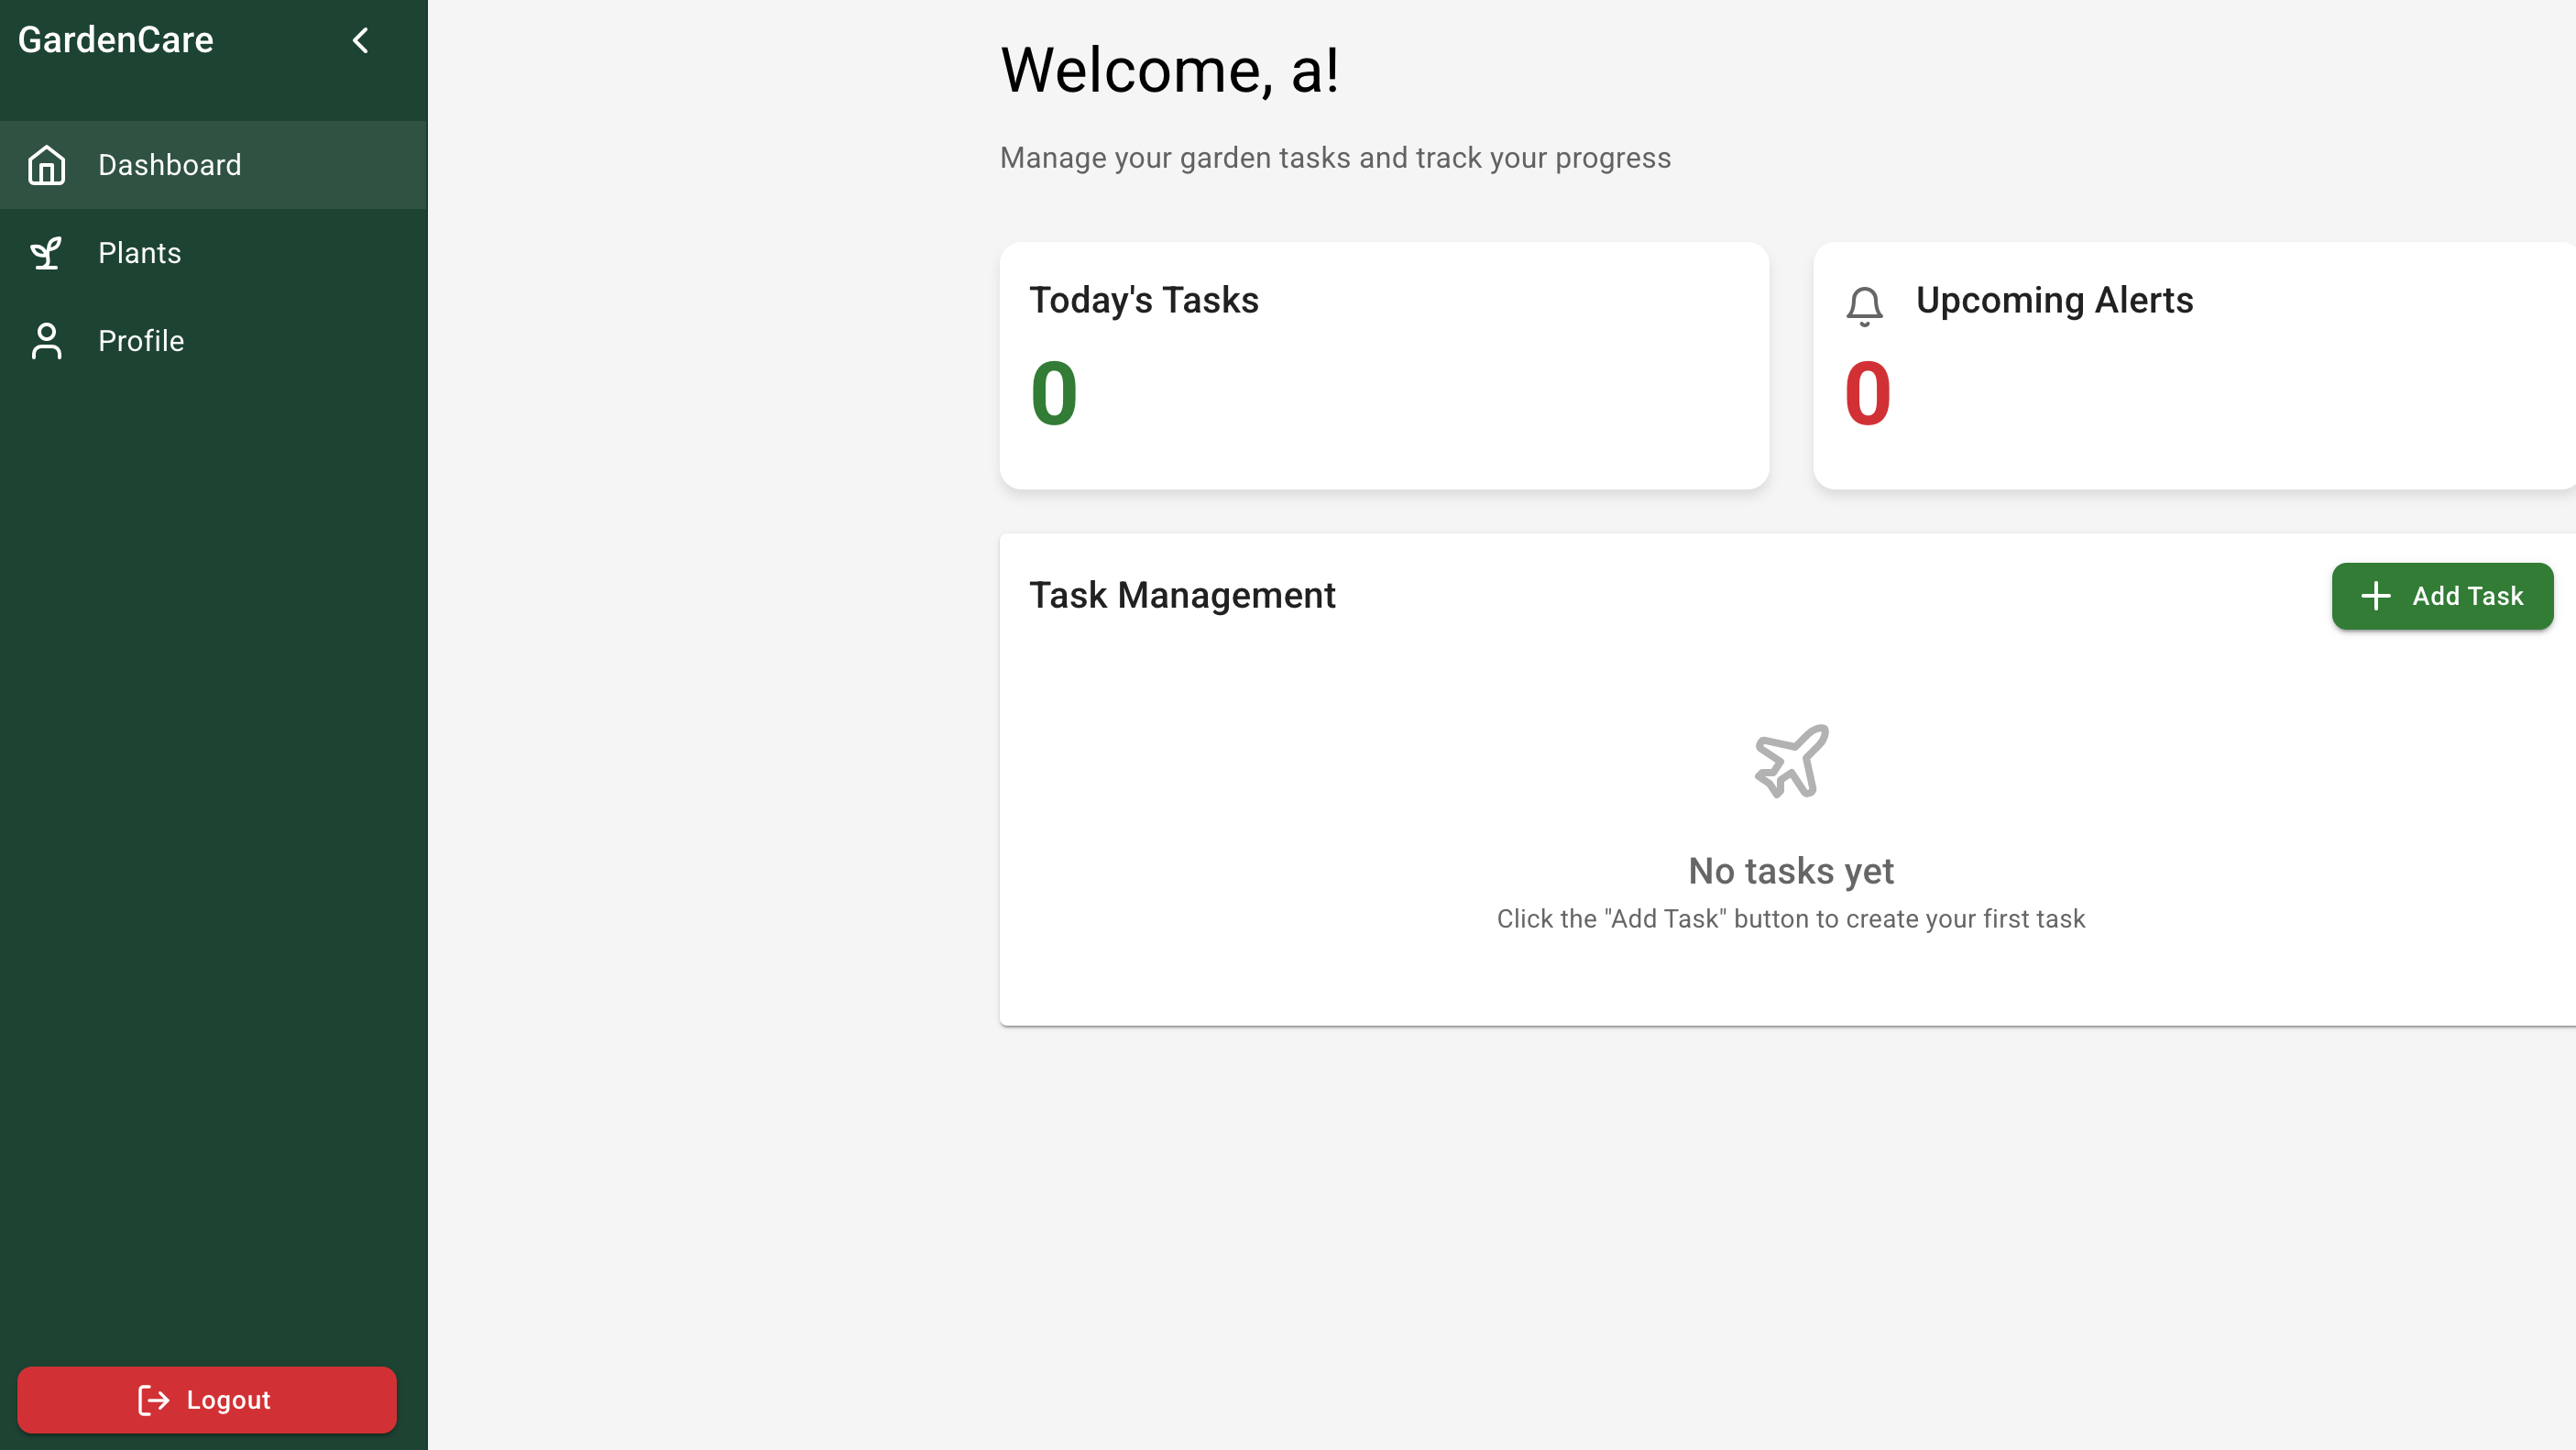 GardenCare
Dashboard
Plants
Profile
Logout
Welcome, a!
Manage your garden tasks and track your progress
Today's Tasks
0
Upcoming Alerts
0
Task Management
Add Task
No tasks yet
Click the "Add Task" button to create your first task